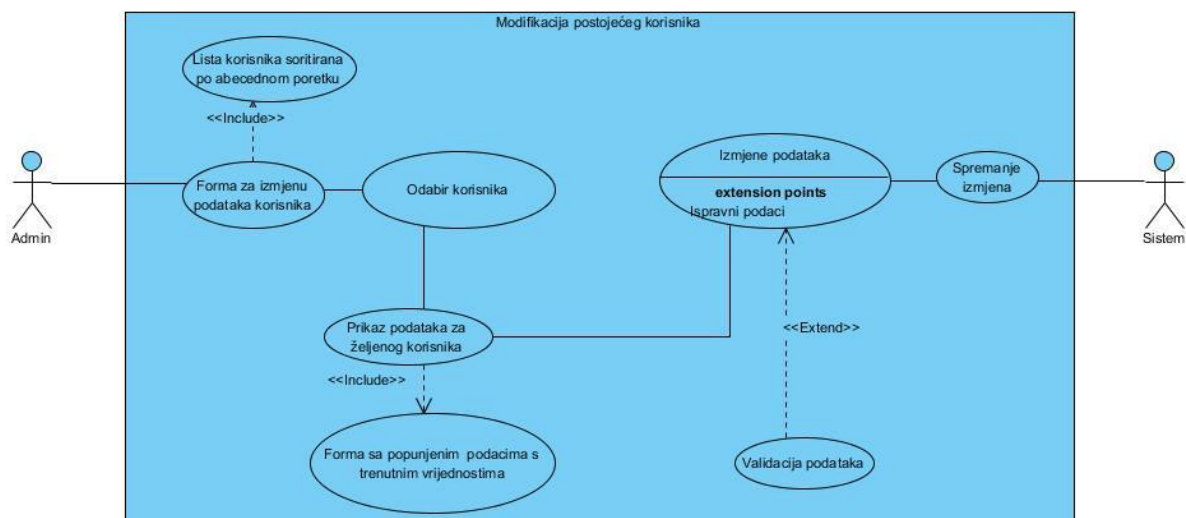 Modifikacija postojećeg korisnika
Lista korisnika soritirana
po abecednom poretku
<<Include>>
Admin
Forma za izmjenu
podataka korisnika
Odabir korisnika
Izmjene podataka
extension points
Ispravni podaci
Spremanje
izmjena
Sistem
Prikaz podataka za
željenog korisnika
<<Extend>>
<<Include>>
Forma sa popunjenim podacima s
trenutnim vrijednostima
Validacija podataka